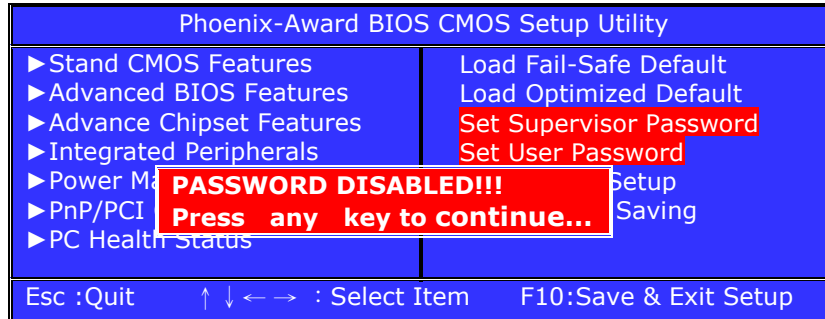 Phoenix-Award BIOS CMOS Setup Utility
►Stand CMOS Features
►Advanced BIOS Features
►Advance Chipset Features
►Integrated Peripherals
►Power
►PnP/PCI
►PC Health Status
Load Fail-Safe Default
Load Optimized Default
Set Supervisor Password
Set User Password
Setup
Saving
PASSWORD DISABLED!!!
Press any key to continue...
Esc :Quit ↑↓←→ : Select Item F10:Save & Exit Setup